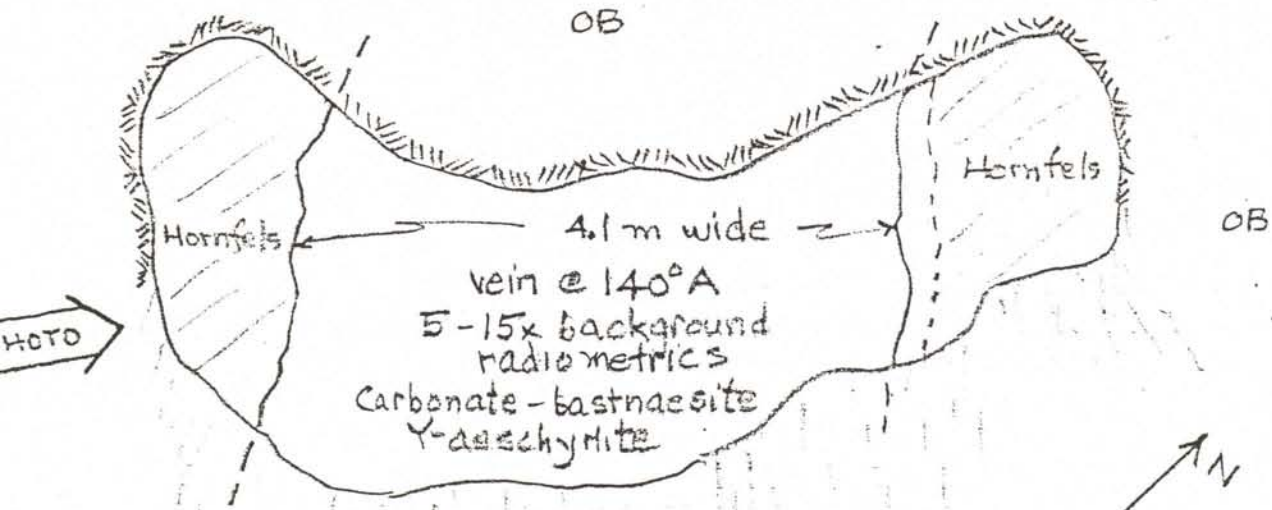 OB
Hornfels
Hornfels
4.1 m wide
OB
vein @ 140°A
5-15x background
radiometrics
HOTO
Carbonate-bastnaesite
Y-aeschynite
N